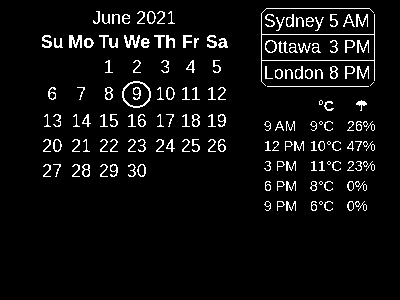 June 2021
Su Mo Tu We Th Fr Sa
1 2 3 4 5
6 7 8 9 10 11 12
13 14 15 16 17 18 19
20 21 22 23 24 25 26
27 28 29 30
Sydney 5 AM
Ottawa 3 PM
London 8 PM
°C ☂
9 AM 9°C 26%
12 PM 10°C 47%
3 PM 11°C 23%
6 PM 8°C 0%
9 PM 6°C 0%